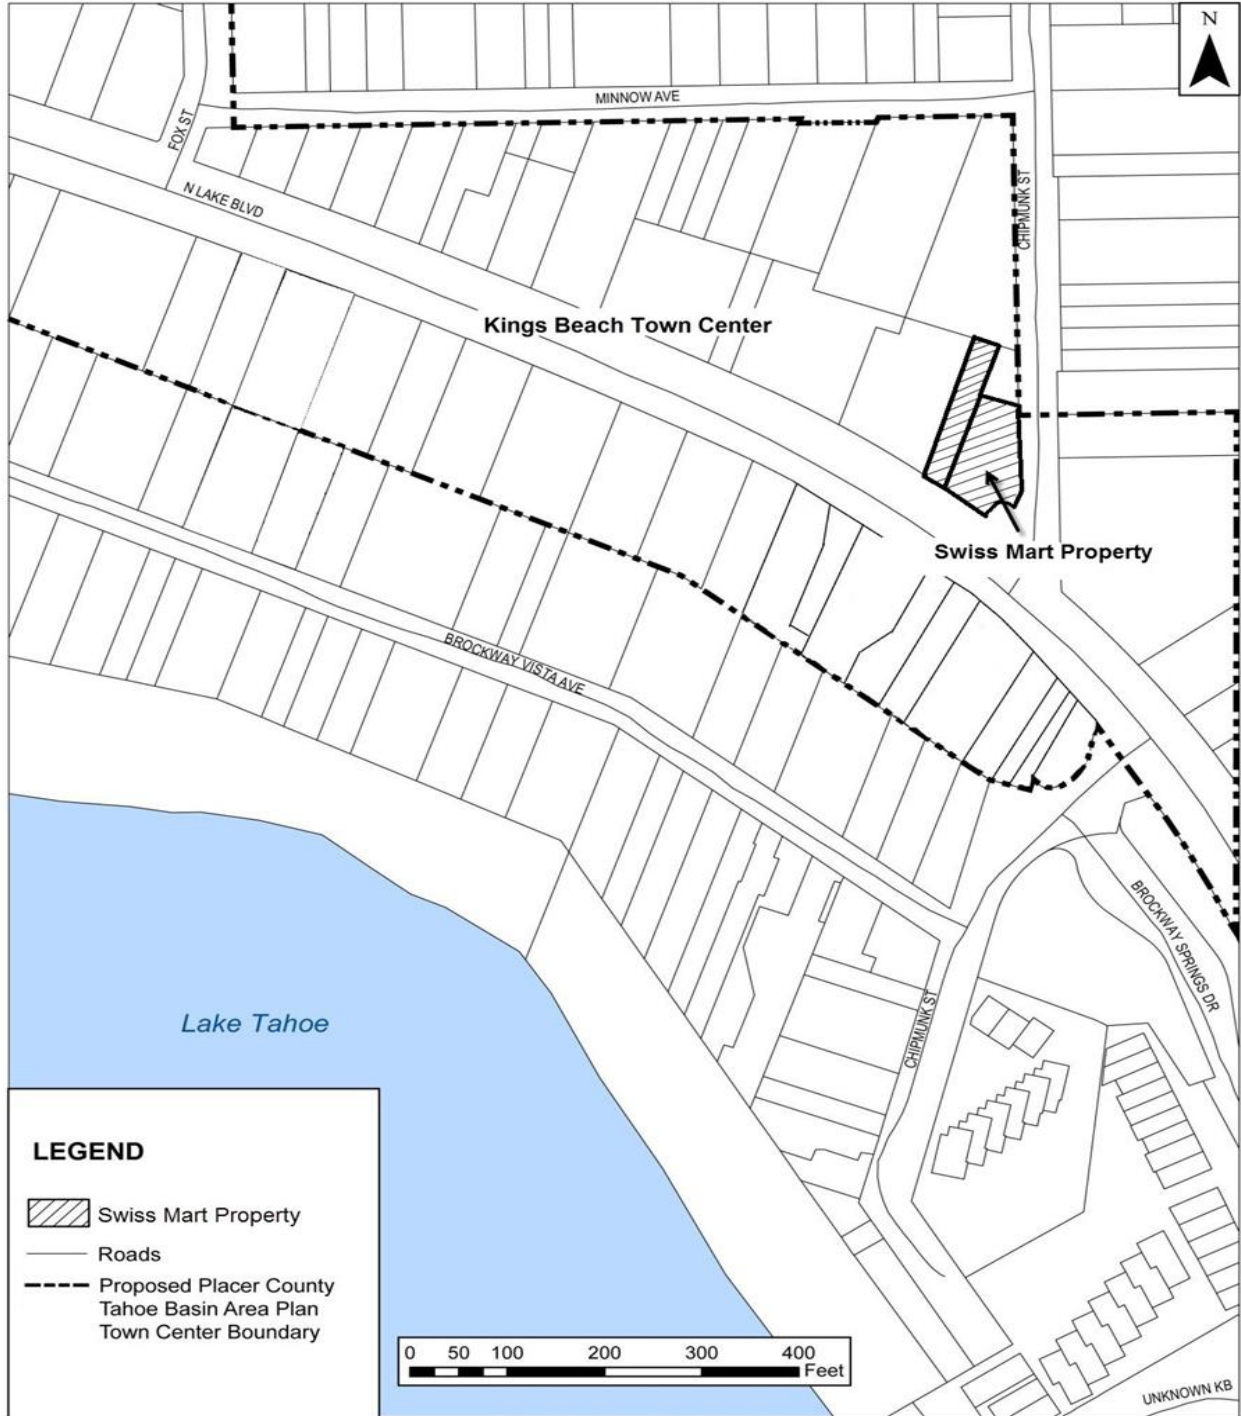 N
MINNOW AVE
FOX ST
N LAKE BLVD
CHIPMUNK ST
Kings Beach Town Center
Swiss Mart Property
BROCKWAY VISTA AVE
BROCKWAY SPRINGS DR
CHIPMUNK ST
Lake Tahoe
LEGEND
Swiss Mart Property
Roads
Proposed Placer County
Tahoe Basin Area Plan
Town Center Boundary
0 50 100 200 300 400
Feet
UNKNOWN KB